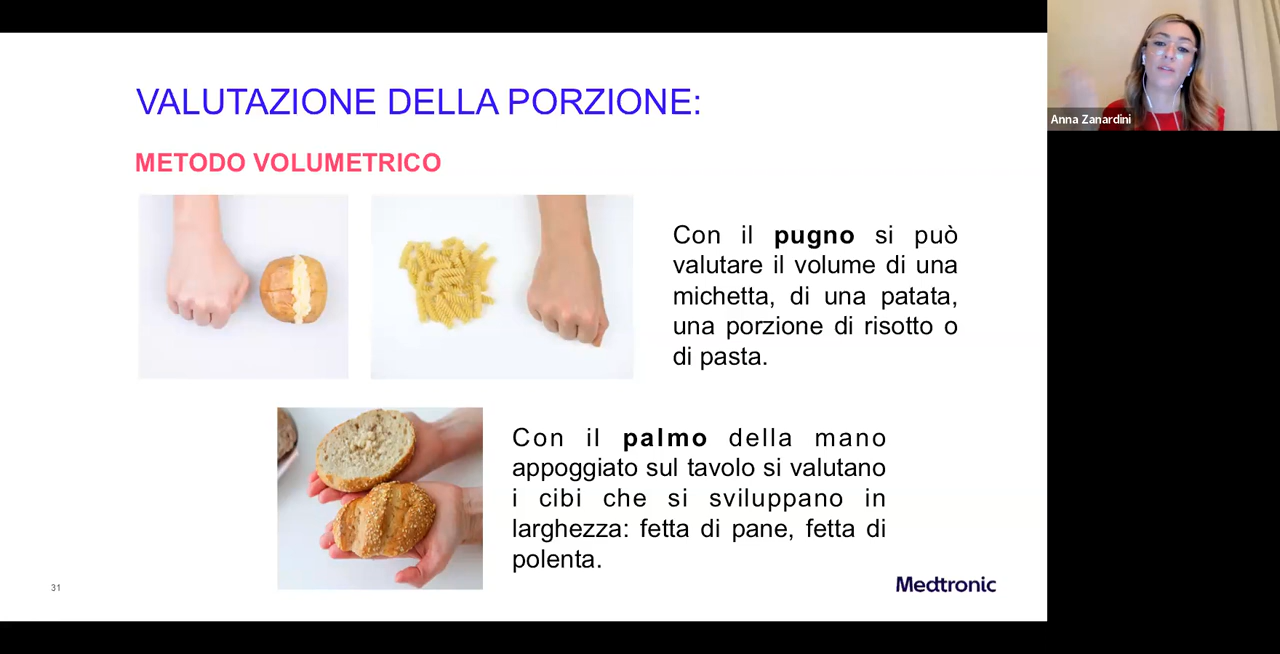 VALUTAZIONE DELLA PORZIONE:
METODO VOLUMETRICO
Con il pugno si può
valutare il volume di una
michetta, di una patata,
una porzione di risotto o
di pasta.
Con il palmo della mano
appoggiato sul tavolo si valutano
i cibi che si sviluppano in
larghezza: fetta di pane, fetta di
polenta.
31
Medtronic
Anna Zanardini